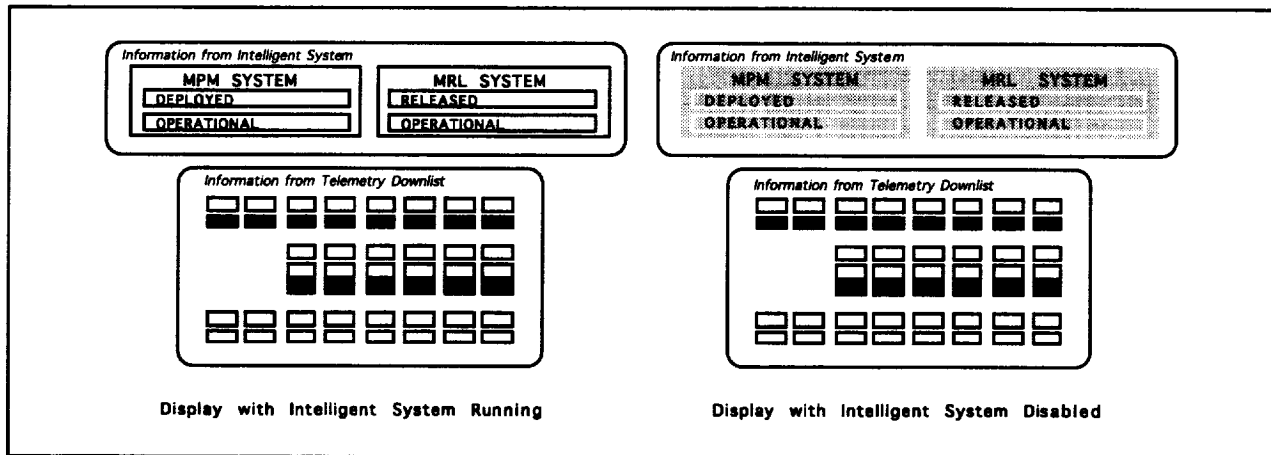 Information from Intelligent System
MPM SYSTEM
DEPLOYED
OPERATIONAL
MRL SYSTEM
RELEASED
OPERATIONAL
Information from Telemetry Downlist
Display with Intelligent System Running
Information from Intelligent System
MPM SYSTEM
DEPLOYED
OPERATIONAL
MRL SYSTEM
RELEASED
OPERATIONAL
Information from Telemetry Downlist
Display with Intelligent System Disabled